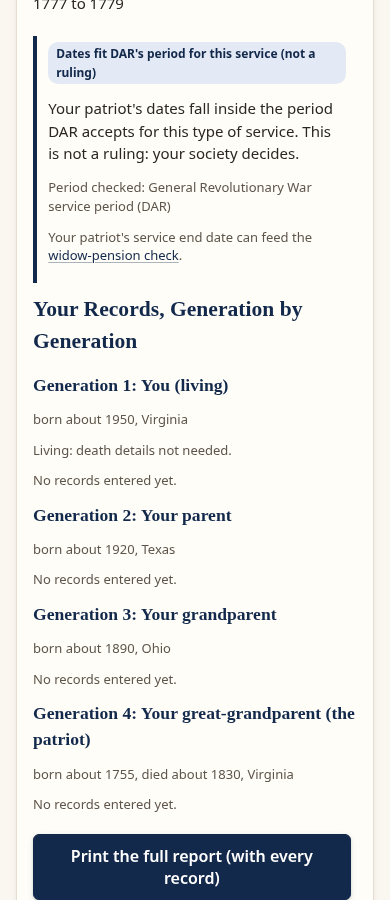 1777 to 1779
Dates fit DAR's period for this service (not a
ruling)
Your patriot's dates fall inside the period
DAR accepts for this type of service. This
is not a ruling: your society decides.
Period checked: General Revolutionary War
service period (DAR)
Your patriot's service end date can feed the
widow-pension check.
Your Records, Generation by
Generation
Generation 1: You (living)
born about 1950, Virginia
Living: death details not needed.
No records entered yet.
Generation 2: Your parent
born about 1920, Texas
No records entered yet.
Generation 3: Your grandparent
born about 1890, Ohio
No records entered yet.
Generation 4: Your great-grandparent (the
patriot)
born about 1755, died about 1830, Virginia
No records entered yet.
Print the full report (with every
record)